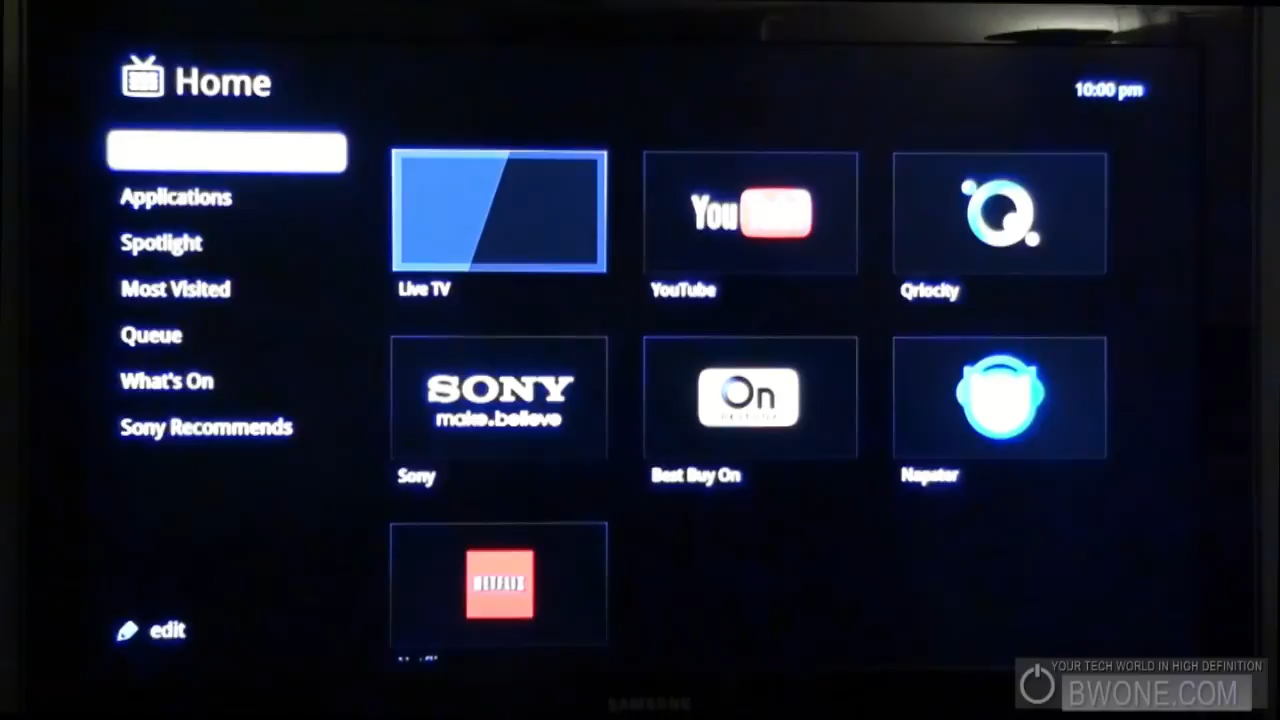 Home
10:00 pm
Applications
Spotlight
Most Visited
Queue
What's On
Sony Recommends
edit
Live TV
You
YouTube
Qriocity
SONY
make.believe
Sony
On
Best Buy On
Napster
NETFLIX
SAMSUNG
YOUR TECH WORLD IN HIGH DEFINITION
BWONE.COM